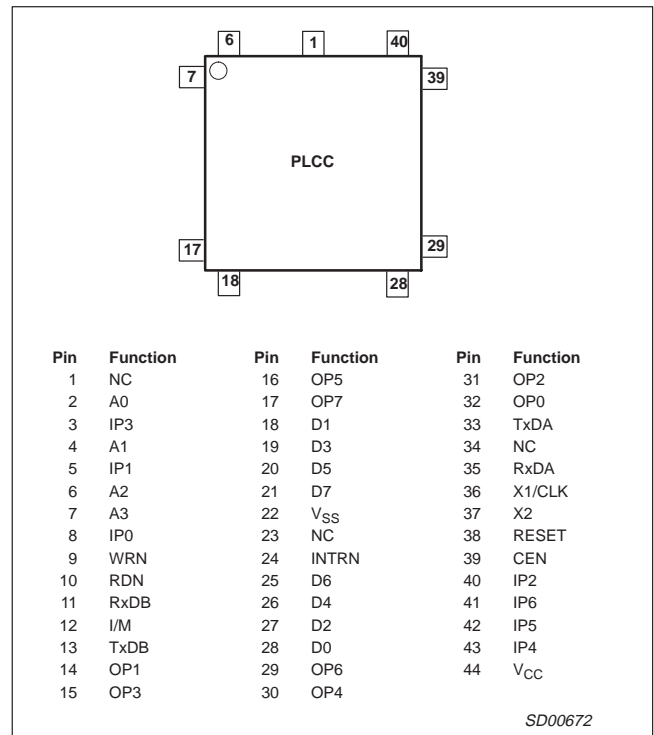 6 1 40
7 39
PLCC
17 29
18 28
Pin Function Pin Function Pin Function
1 NC 16 OP5 31 OP2
2 A0 17 OP7 32 OP0
3 IP3 18 D1 33 TxDA
4 A1 19 D3 34 NC
5 IP1 20 D5 35 RxDA
6 A2 21 D7 36 X1/CLK
7 A3 22 VSS 37 X2
8 IP0 23 NC 38 RESET
9 WRN 24 INTRN 39 CEN
10 RDN 25 D6 40 IP2
11 RxDB 26 D4 41 IP6
12 I/M 27 D2 42 IP5
13 TxDB 28 D0 43 IP4
14 OP1 29 OP6 44 VCC
15 OP3 30 OP4
SD00672